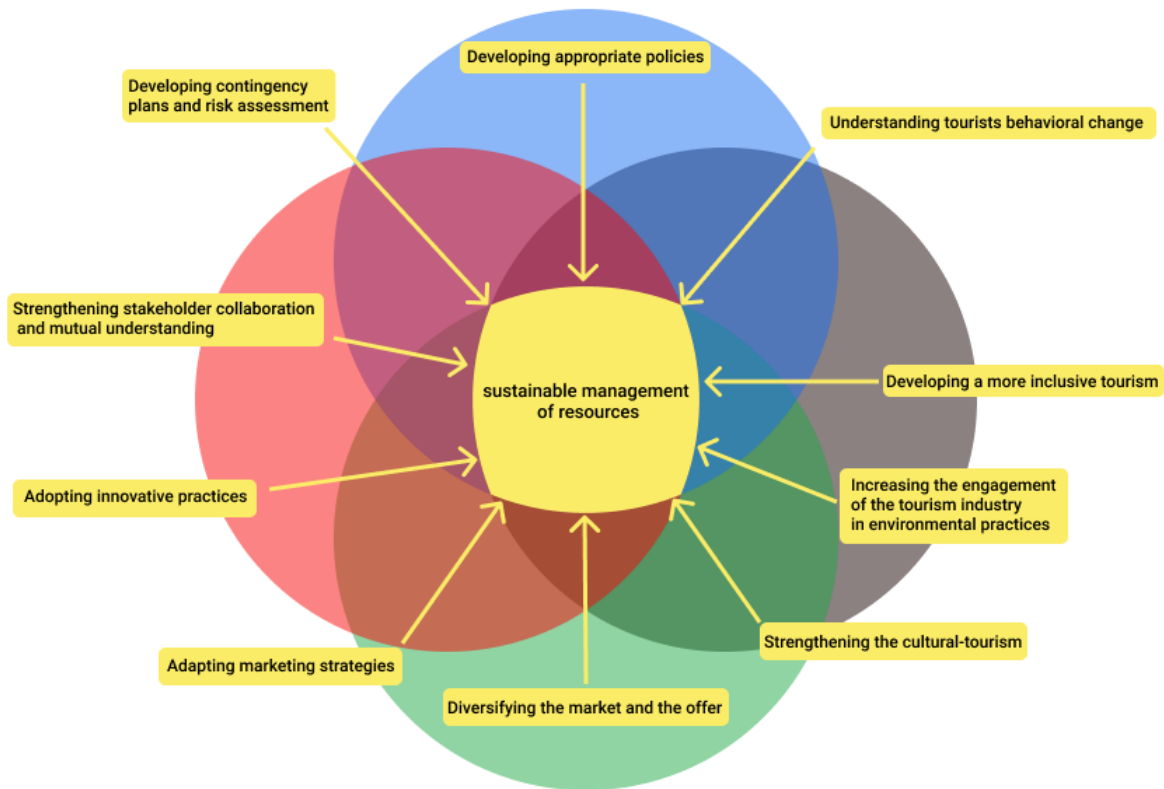 Developing appropriate policies
Developing contingency
plans and risk assessment
Understanding tourists behavioral change
Strengthening stakeholder collaboration
and mutual understanding
sustainable management
of resources
Developing a more inclusive tourism
Adopting innovative practices
Increasing the engagement
of the tourism industry
in environmental practices
Strengthening the cultural-tourism
Adapting marketing strategies
Diversifying the market and the offer